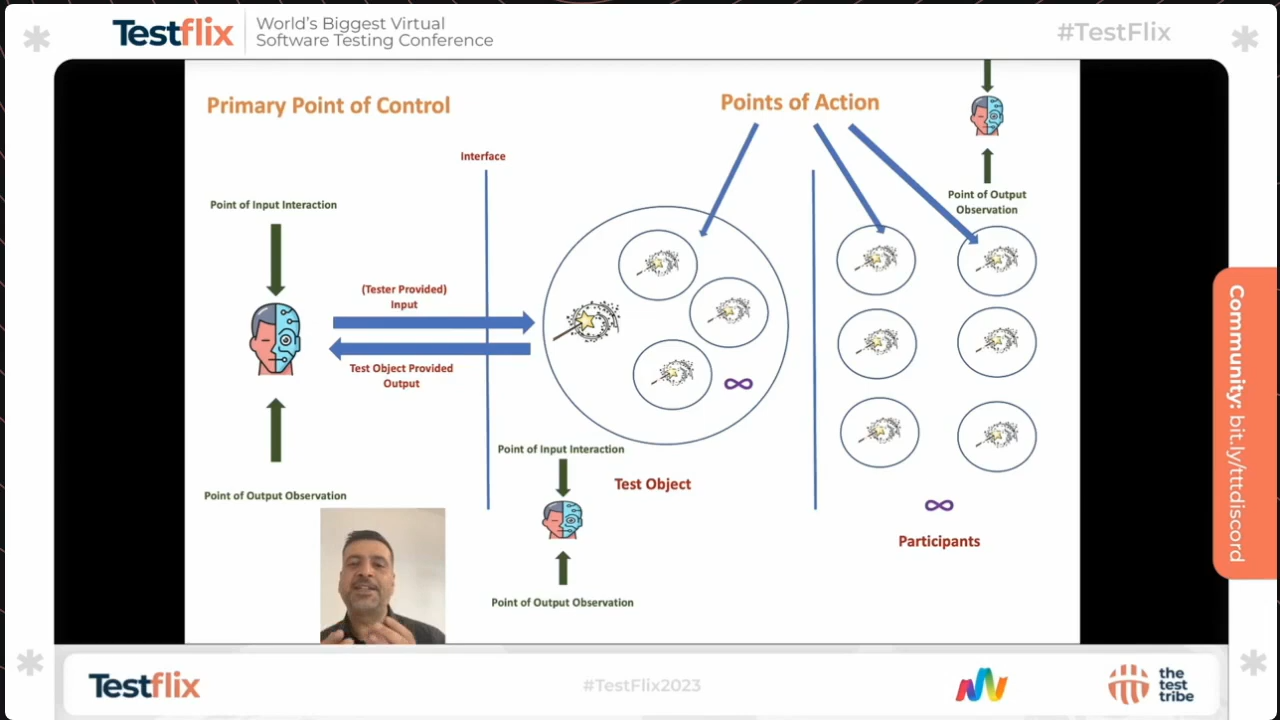 Testflix
World's Biggest Virtual
Software Testing Conference
#TestFlix
Primary Point of Control
Points of Action
Interface
Point of Input Interaction
Point of Output
Observation
(Tester Provided)
Input
Test Object Provided
Output
Point of Input Interaction
Test Object
Point of Output Observation
Participants
Point of Output Observation
Community: bit.ly/tttdiscord
Testflix
#TestFlix2023
the
test
tribe